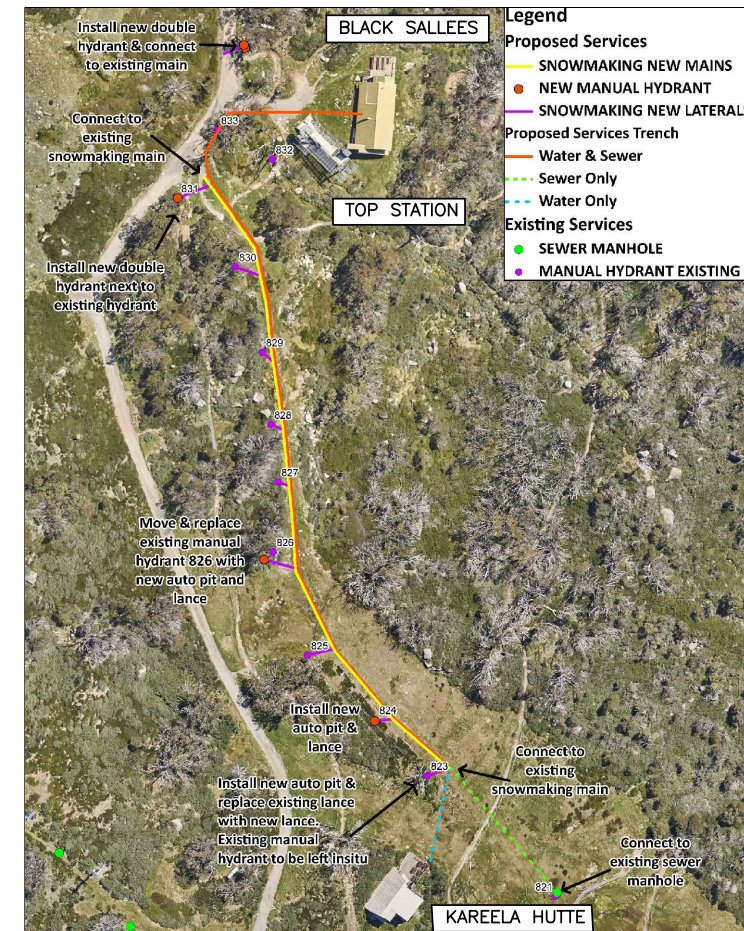 Install new double
hydrant & connect
to existing main
BLACK SALLEES
Legend
Proposed Services
SNOWMAKING NEW MAINS
NEW MANUAL HYDRANT
SNOWMAKING NEW LATERALS
Proposed Services Trench
Water & Sewer
Sewer Only
Water Only
Existing Services
SEWER MANHOLE
MANUAL HYDRANT EXISTING
Connect to
existing
snowmaking main
833
832
831
TOP STATION
Install new double
hydrant next to
existing hydrant
830
829
828
827
Move & replace
existing manual
hydrant 826 with
new auto pit and
lance
826
825
Install new
auto pit &
lance
824
823
Connect to
existing
snowmaking main
Install new auto pit &
replace existing lance
with new lance.
Existing manual
hydrant to be left insitu
Connect to
existing sewer
manhole
821
KAREELA HUTTE